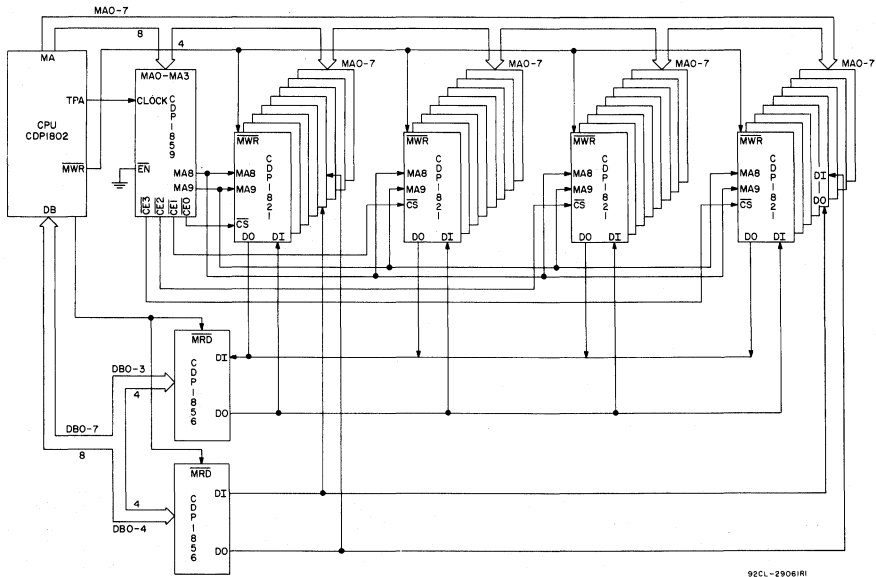 MA0-7
8
4
MA
MA0-MA3
MA0-7
MA0-7
MA0-7
MA0-7
CPU
CDP1802
TPA
CLOCK
CDP1859
MWR
EN
MA8
MA9
CE3
CE2
CE1
CE0
DB
MWR
CDP1821
MA8
MA9
CS
DO
DI
MWR
CDP1821
MA8
MA9
CS
DO
DI
MWR
CDP1821
MA8
MA9
CS
DO
DI
MWR
CDP1821
MA8
MA9
CS
DO
DI
DI
DO
MRD
CDP1856
DI
DO
DB0-3
4
DB0-7
8
MRD
CDP1856
DI
DO
4
DB0-4
92CL-29061R1